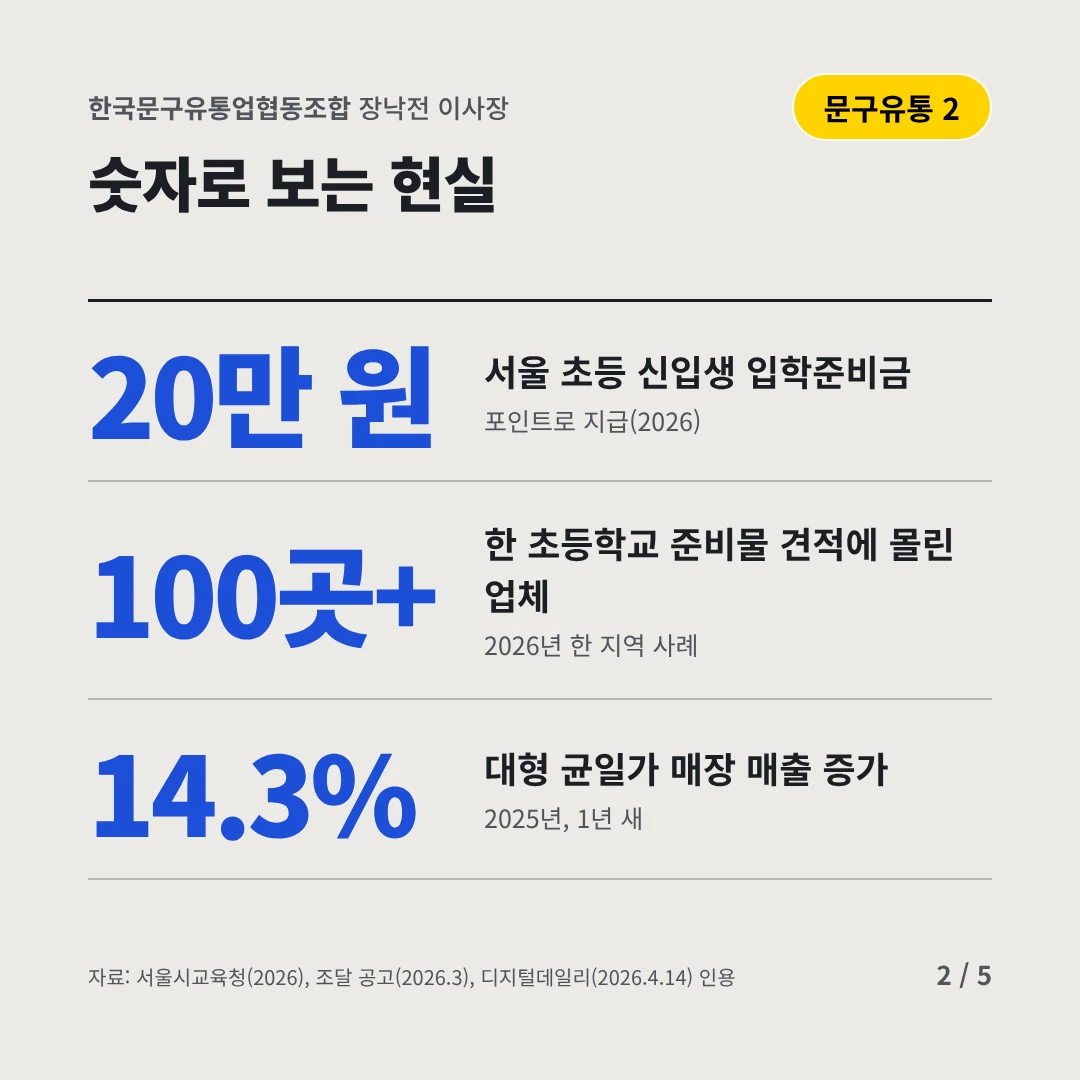 한국문구유통업협동조합 장낙전 이사장
문구유통 2
숫자로 보는 현실
20만 원
서울 초등 신입생 입학준비금
포인트로 지급(2026)
100곳+
한 초등학교 준비물 견적에 몰린
업체
2026년 한 지역 사례
14.3%
대형 균일가 매장 매출 증가
2025년, 1년 새
자료: 서울시교육청(2026), 조달 공고(2026.3), 디지털데일리(2026.4.14) 인용
2 / 5